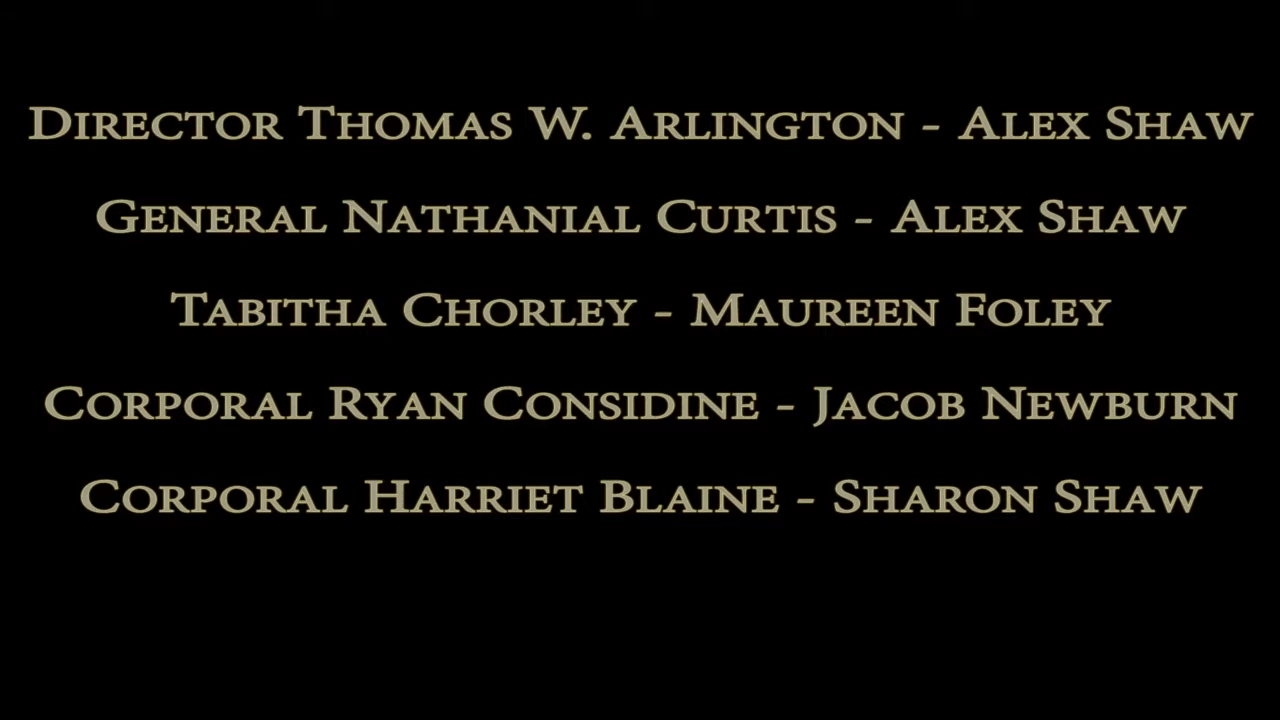 Director Thomas W. Arlington - Alex Shaw
General Nathanial Curtis - Alex Shaw
Tabitha Chorley - Maureen Foley
Corporal Ryan Considine - Jacob Newburn
Corporal Harriet Blaine - Sharon Shaw